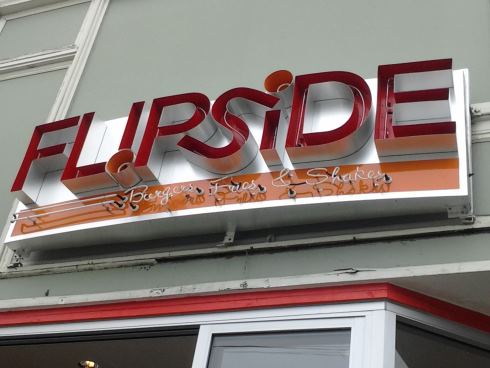 FLiPSiDE
Burgers, Fries & Shakes